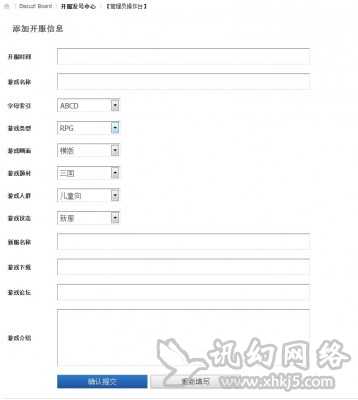 Discuz! Board › 开服发号中心 › 【管理员操作台】
添加开服信息
开服时间
游戏名称
字母索引 ABCD
游戏类型 RPG
游戏画面 横版
游戏题材 三国
游戏人群 儿童向
游戏状态 新服
新服名称
游戏下载
游戏论坛
游戏介绍
确认提交 重新填写
讯幻网络
www.xhkj5.com